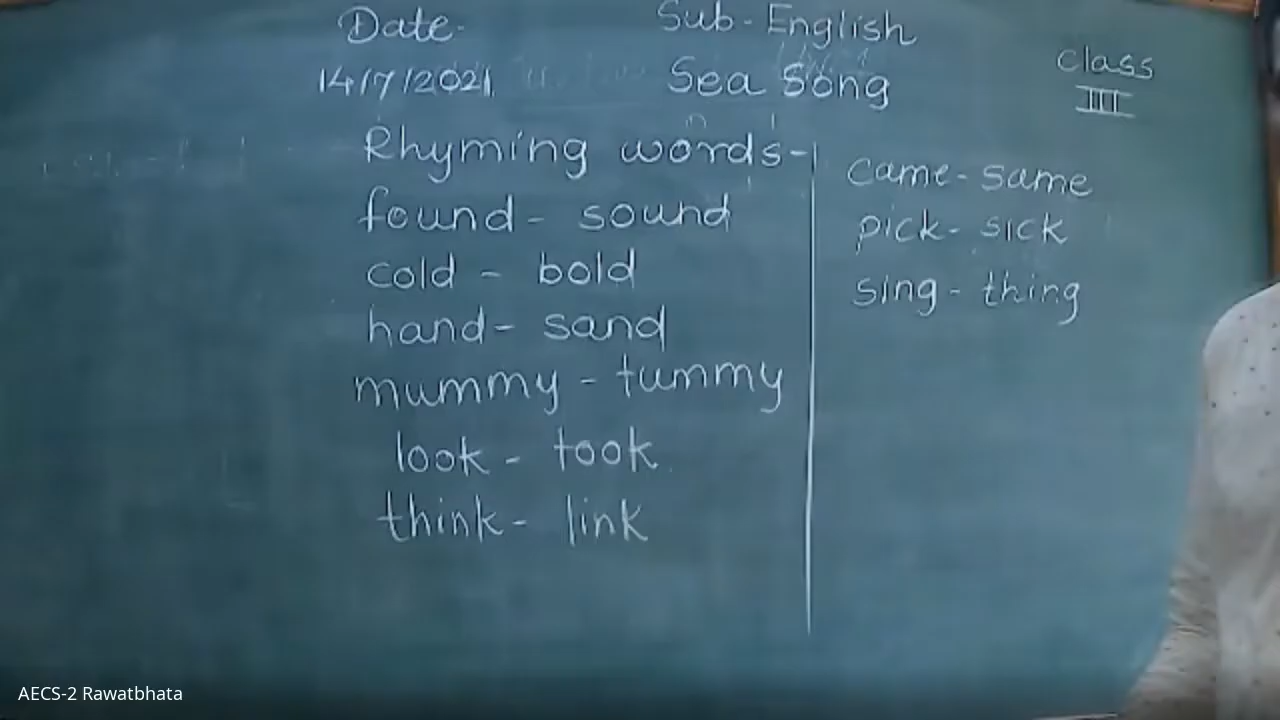 Date-
14/7/2021
Sub-English
Sea Song
Class
III
Rhyming words-
found - sound
cold - bold
hand - sand
mummy - tummy
look - took
think - link
came - same
pick - sick
sing - thing
AECS-2 Rawatbhata